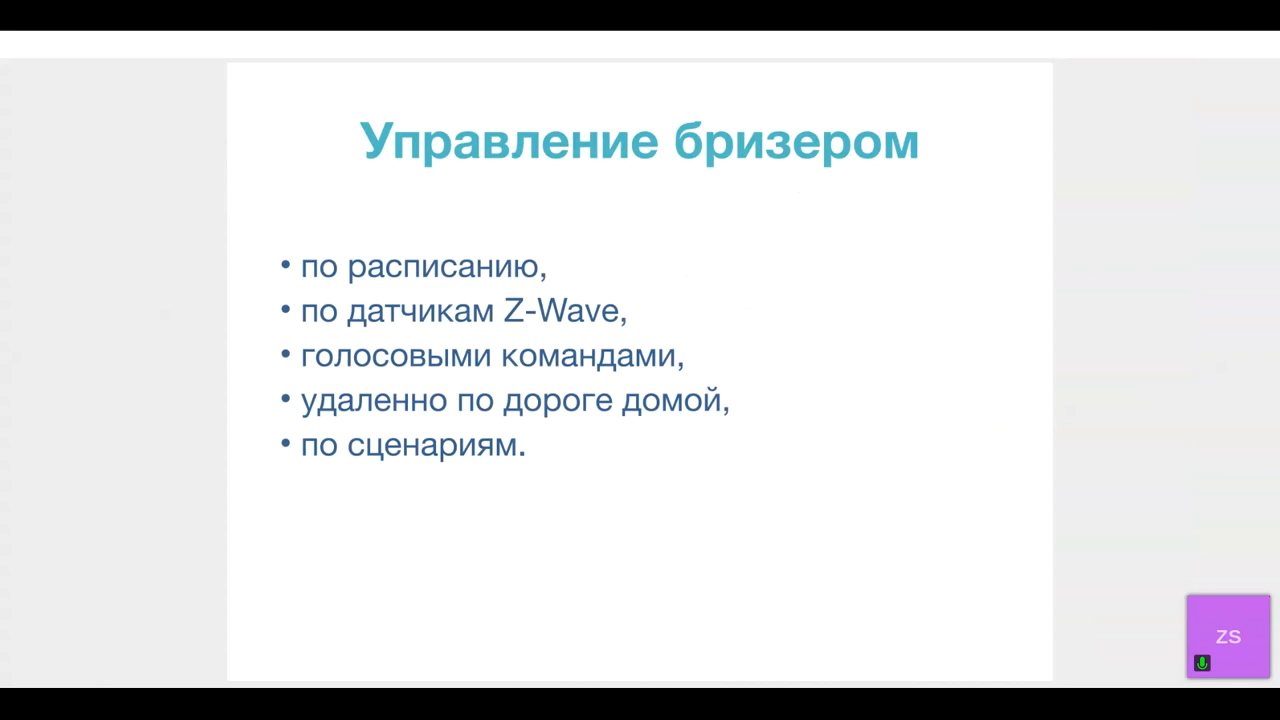 Управление бризером
• по расписанию,
• по датчикам Z-Wave,
• голосовыми командами,
• удаленно по дороге домой,
• по сценариям.
ZS